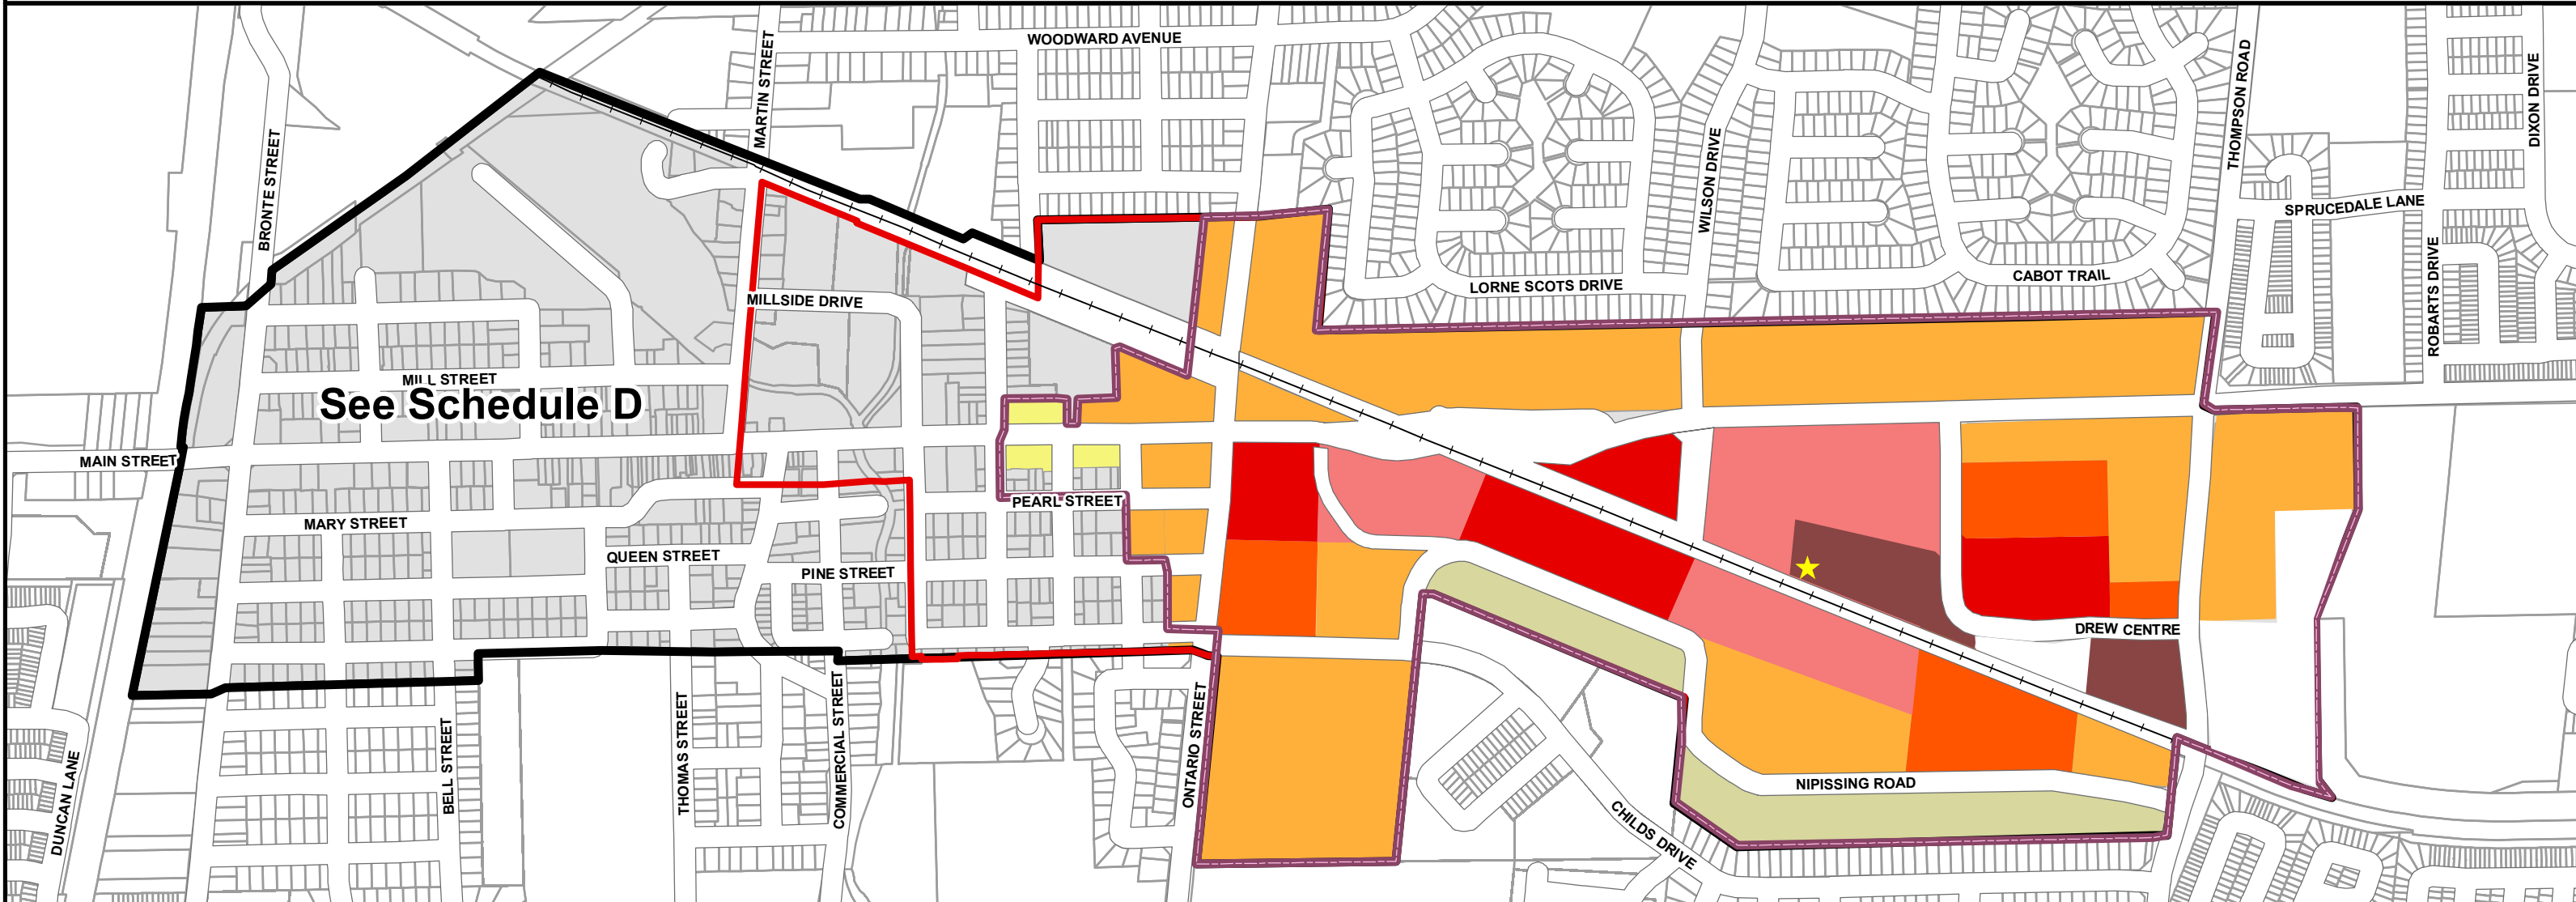 WOODWARD AVENUE
MARTIN STREET
THOMPSON ROAD
DIXON DRIVE
BRONTE STREET
WILSON DRIVE
SPRUCEDALE LANE
CABOT TRAIL
LORNE SCOTS DRIVE
MILLSIDE DRIVE
ROBARTS DRIVE
MILL STREET
See Schedule D
MAIN STREET
PEARL STREET
MARY STREET
QUEEN STREET
PINE STREET
DREW CENTRE
DUNCAN LANE
BELL STREET
THOMAS STREET
COMMERCIAL STREET
ONTARIO STREET
NIPISSING ROAD
CHILDS DRIVE